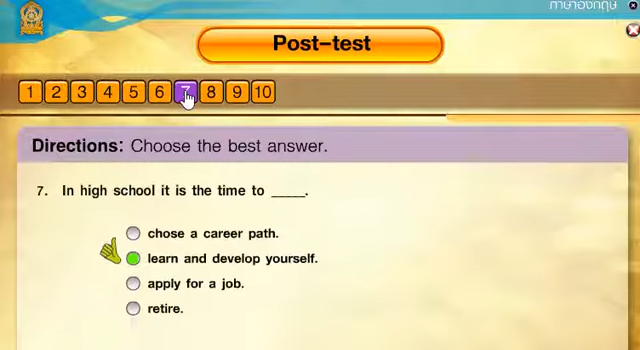 ภาษาอังกฤษ
Post-test
1 2 3 4 5 6 7 8 9 10
Directions: Choose the best answer.
7. In high school it is the time to _____.
chose a career path.
learn and develop yourself.
apply for a job.
retire.